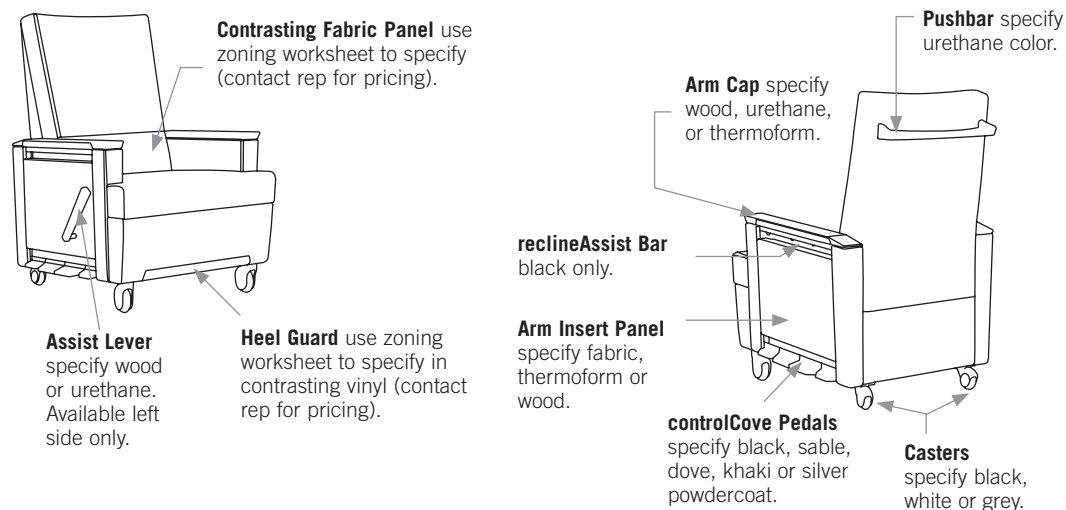 Contrasting Fabric Panel use
zoning worksheet to specify
(contact rep for pricing).
Assist Lever
specify wood
or urethane.
Available left
side only.
Heel Guard use zoning
worksheet to specify in
contrasting vinyl (contact
rep for pricing).
Pushbar specify
urethane color.
Arm Cap specify
wood, urethane,
or thermoform.
reclineAssist Bar
black only.
Arm Insert Panel
specify fabric,
thermoform or
wood.
controlCove Pedals
specify black, sable,
dove, khaki or silver
powdercoat.
Casters
specify black,
white or grey.